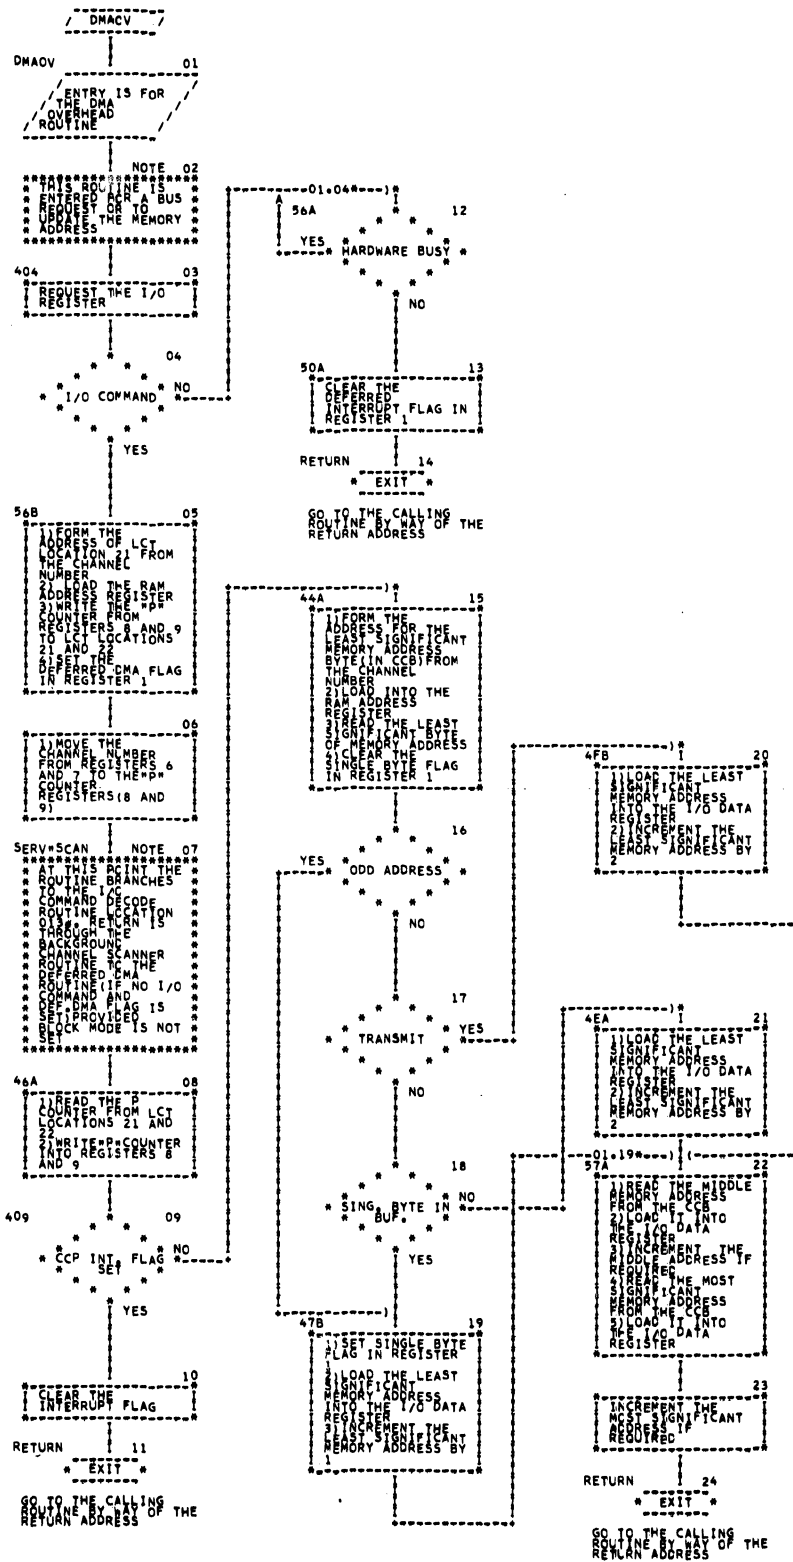 DMACV
DMAOV 01
ENTRY IS FOR
THE DMA
OVERHEAD
ROUTINE
NOTE 02
THIS ROUTINE IS
ENTERED FOR A BUS
REQUEST OR TO
UPDATE THE MEMORY
ADDRESS
404 03
REQUEST THE I/O
REGISTER
04
I/O COMMAND
NO
YES
56B 05
1)FORM THE
ADDRESS OF LCT
LOCATION 21 FROM
THE CHANNEL
NUMBER
2) LOAD THE RAM
ADDRESS REGISTER
3)WRITE THE "P"
COUNTER FROM
REGISTERS 8 AND 9
TO LCT LOCATIONS
21 AND 22
4)SET THE
DEFERRED DMA FLAG
IN REGISTER 1
06
1)MOVE THE
CHANNEL NUMBER
FROM REGISTERS 6
AND 7 TO THE"P"
COUNTER
REGISTERS(8 AND
9)
SERV*SCAN NOTE 07
AT THIS POINT THE
ROUTINE BRANCHES
TO THE I/O
COMMAND DECODE
ROUTINE LOCATION
RETURN IS
THROUGH THE
BACKGROUND
CHANNEL SCANNER
ROUTINE TO THE
DEFERRED DMA
ROUTINE(IF NO I/O
COMMAND AND
DEF.DMA FLAG IS
SET)PROVIDED
BLOCK MODE IS NOT
SET
46A 08
1)READ THE P
COUNTER FROM LCT
LOCATIONS 21 AND
22
2)WRITE"P"COUNTER
INTO REGISTERS 8
AND 9
409 09
CCP INT. FLAG
SET
NO
YES
10
CLEAR THE
INTERRUPT FLAG
RETURN 11
EXIT
GO TO THE CALLING
ROUTINE BY WAY OF THE
RETURN ADDRESS
01.04*
56A 12
YES
HARDWARE BUSY
NO
50A 13
CLEAR THE
DEFERRED
INTERRUPT FLAG IN
REGISTER 1
RETURN 14
EXIT
GO TO THE CALLING
ROUTINE BY WAY OF THE
RETURN ADDRESS
44A 15
1)FORM THE
ADDRESS FOR THE
LEAST SIGNIFICANT
MEMORY ADDRESS
BYTE(IN CCB)FROM
THE CHANNEL
NUMBER
2)LOAD INTO THE
RAM ADDRESS
REGISTER
3)READ THE LEAST
SIGNIFICANT BYTE
OF MEMORY ADDRESS
4)CLEAR THE
SINGLE BYTE FLAG
IN REGISTER 1
16
YES
ODD ADDRESS
NO
17
TRANSMIT
YES
NO
18
SING. BYTE IN
BUF.
NO
YES
47B 19
1)SET SINGLE BYTE
FLAG IN REGISTER
1
2)LOAD THE LEAST
SIGNIFICANT
MEMORY ADDRESS
INTO THE I/O DATA
REGISTER
3)INCREMENT THE
LEAST SIGNIFICANT
MEMORY ADDRESS BY
1
4FB 20
1)LOAD THE LEAST
SIGNIFICANT
MEMORY ADDRESS
INTO THE I/O DATA
REGISTER
2)INCREMENT THE
LEAST SIGNIFICANT
MEMORY ADDRESS BY
2
4EA 21
1)LOAD THE LEAST
SIGNIFICANT
MEMORY ADDRESS
INTO THE I/O DATA
REGISTER
2)INCREMENT THE
LEAST SIGNIFICANT
MEMORY ADDRESS BY
2
01.19*
57A 22
1)READ THE MIDDLE
MEMORY ADDRESS
FROM THE CCB
2)LOAD IT INTO
THE I/O DATA
REGISTER
3)INCREMENT THE
MIDDLE ADDRESS IF
REQUIRED
4)READ THE MOST
SIGNIFICANT
MEMORY ADDRESS
FROM THE CCB
5)LOAD IT INTO
THE I/O DATA
REGISTER
23
INCREMENT THE
MOST SIGNIFICANT
ADDRESS IF
REQUIRED
RETURN 24
EXIT
GO TO THE CALLING
ROUTINE BY WAY OF THE
RETURN ADDRESS